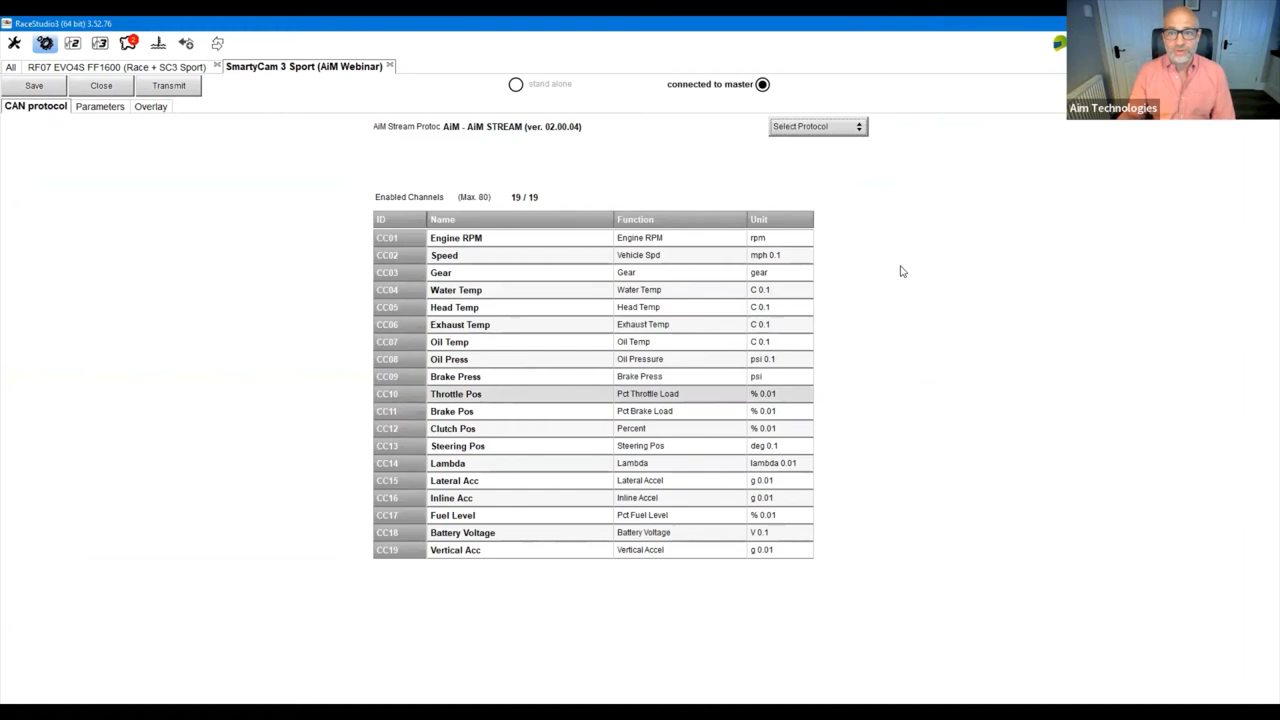 RaceStudio3 (64 bit) 3.52.76
2 3 2
All RF07 EVO4S FF1600 (Race + SC3 Sport) SmartyCam 3 Sport (AiM Webinar)
Save Close Transmit stand alone connected to master
Aim Technologies
CAN protocol Parameters Overlay
AiM Stream Protoc AiM - AiM STREAM (ver. 02.00.04) Select Protocol
Enabled Channels (Max. 80) 19 / 19
ID Name Function Unit
CC01 Engine RPM Engine RPM rpm
CC02 Speed Vehicle Spd mph 0.1
CC03 Gear Gear gear
CC04 Water Temp Water Temp C 0.1
CC05 Head Temp Head Temp C 0.1
CC06 Exhaust Temp Exhaust Temp C 0.1
CC07 Oil Temp Oil Temp C 0.1
CC08 Oil Press Oil Pressure psi 0.1
CC09 Brake Press Brake Press psi
CC10 Throttle Pos Pct Throttle Load % 0.01
CC11 Brake Pos Pct Brake Load % 0.01
CC12 Clutch Pos Percent % 0.01
CC13 Steering Pos Steering Pos deg 0.1
CC14 Lambda Lambda lambda 0.01
CC15 Lateral Acc Lateral Accel g 0.01
CC16 Inline Acc Inline Accel g 0.01
CC17 Fuel Level Pct Fuel Level % 0.01
CC18 Battery Voltage Battery Voltage V 0.1
CC19 Vertical Acc Vertical Accel g 0.01